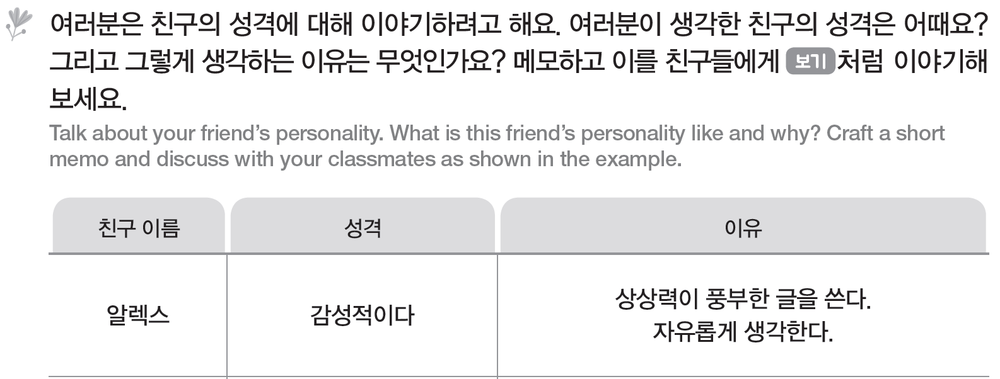 여러분은 친구의 성격에 대해 이야기하려고 해요. 여러분이 생각한 친구의 성격은 어때요?
그리고 그렇게 생각하는 이유는 무엇인가요? 메모하고 이를 친구들에게 보기처럼 이야기해
보세요.
Talk about your friend's personality. What is this friend's personality like and why? Craft a short
memo and discuss with your classmates as shown in the example.
친구 이름 성격 이유
알렉스 감성적이다 상상력이 풍부한 글을 쓴다.
자유롭게 생각한다.